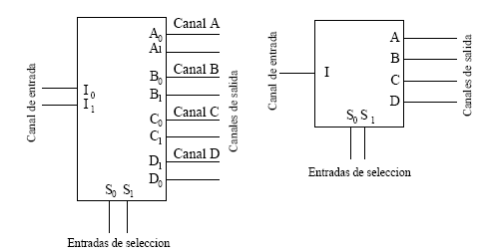 Canal A
A0
A1
Canal B
B0
B1
Canal C
C0
C1
Canal D
D1
D0
I0
I1
S0 S1
Canal de entrada
Canales de salida
Entradas de seleccion
A
B
C
D
I
S0 S1
Canal de entrada
Canales de salida
Entradas de seleccion